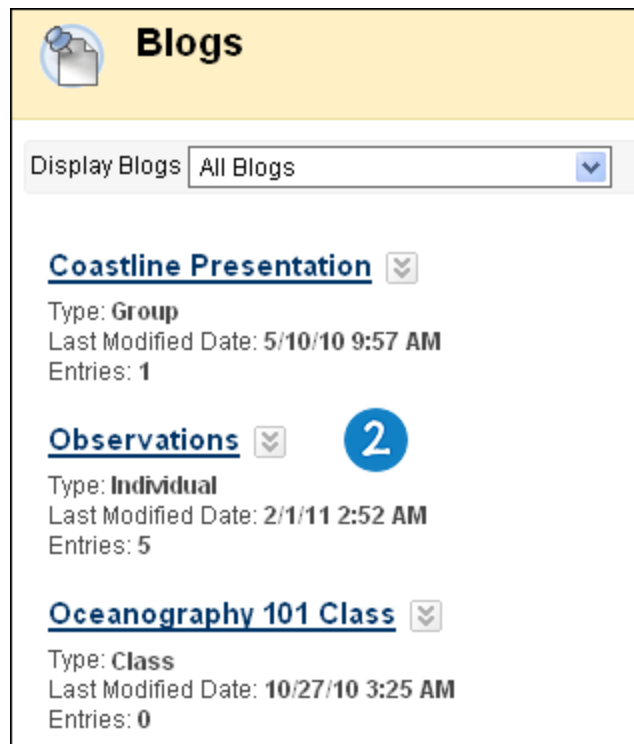 Blogs
Display Blogs All Blogs
Coastline Presentation
Type: Group
Last Modified Date: 5/10/10 9:57 AM
Entries: 1
Observations 2
Type: Individual
Last Modified Date: 2/1/11 2:52 AM
Entries: 5
Oceanography 101 Class
Type: Class
Last Modified Date: 10/27/10 3:25 AM
Entries: 0